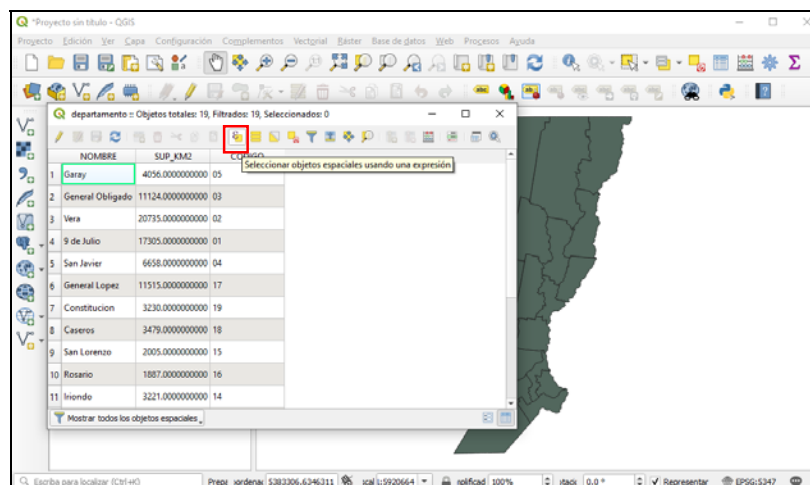 *Proyecto sin título - QGIS
Proyecto Edición Ver Capa Configuración Complementos Vectorial Ráster Base de datos Web Procesos Ayuda
departamento :: Objetos totales: 19, Filtrados: 19, Seleccionados: 0
NOMBRE SUP_KM2 CODIGO
Seleccionar objetos espaciales usando una expresión
1 Garay 4056.0000000000 05
2 General Obligado 11124.0000000000 03
3 Vera 20735.0000000000 02
4 9 de Julio 17305.0000000000 01
5 San Javier 6658.0000000000 04
6 General Lopez 11515.0000000000 17
7 Constitucion 3230.0000000000 19
8 Caseros 3479.0000000000 18
9 San Lorenzo 2005.0000000000 15
10 Rosario 1887.0000000000 16
11 Iriondo 3221.0000000000 14
Mostrar todos los objetos espaciales
Escriba para localizar (Ctrl+K) Prepa 5383306,6346311 1:5920664 100% 0,0 ° Representar EPSG:5347